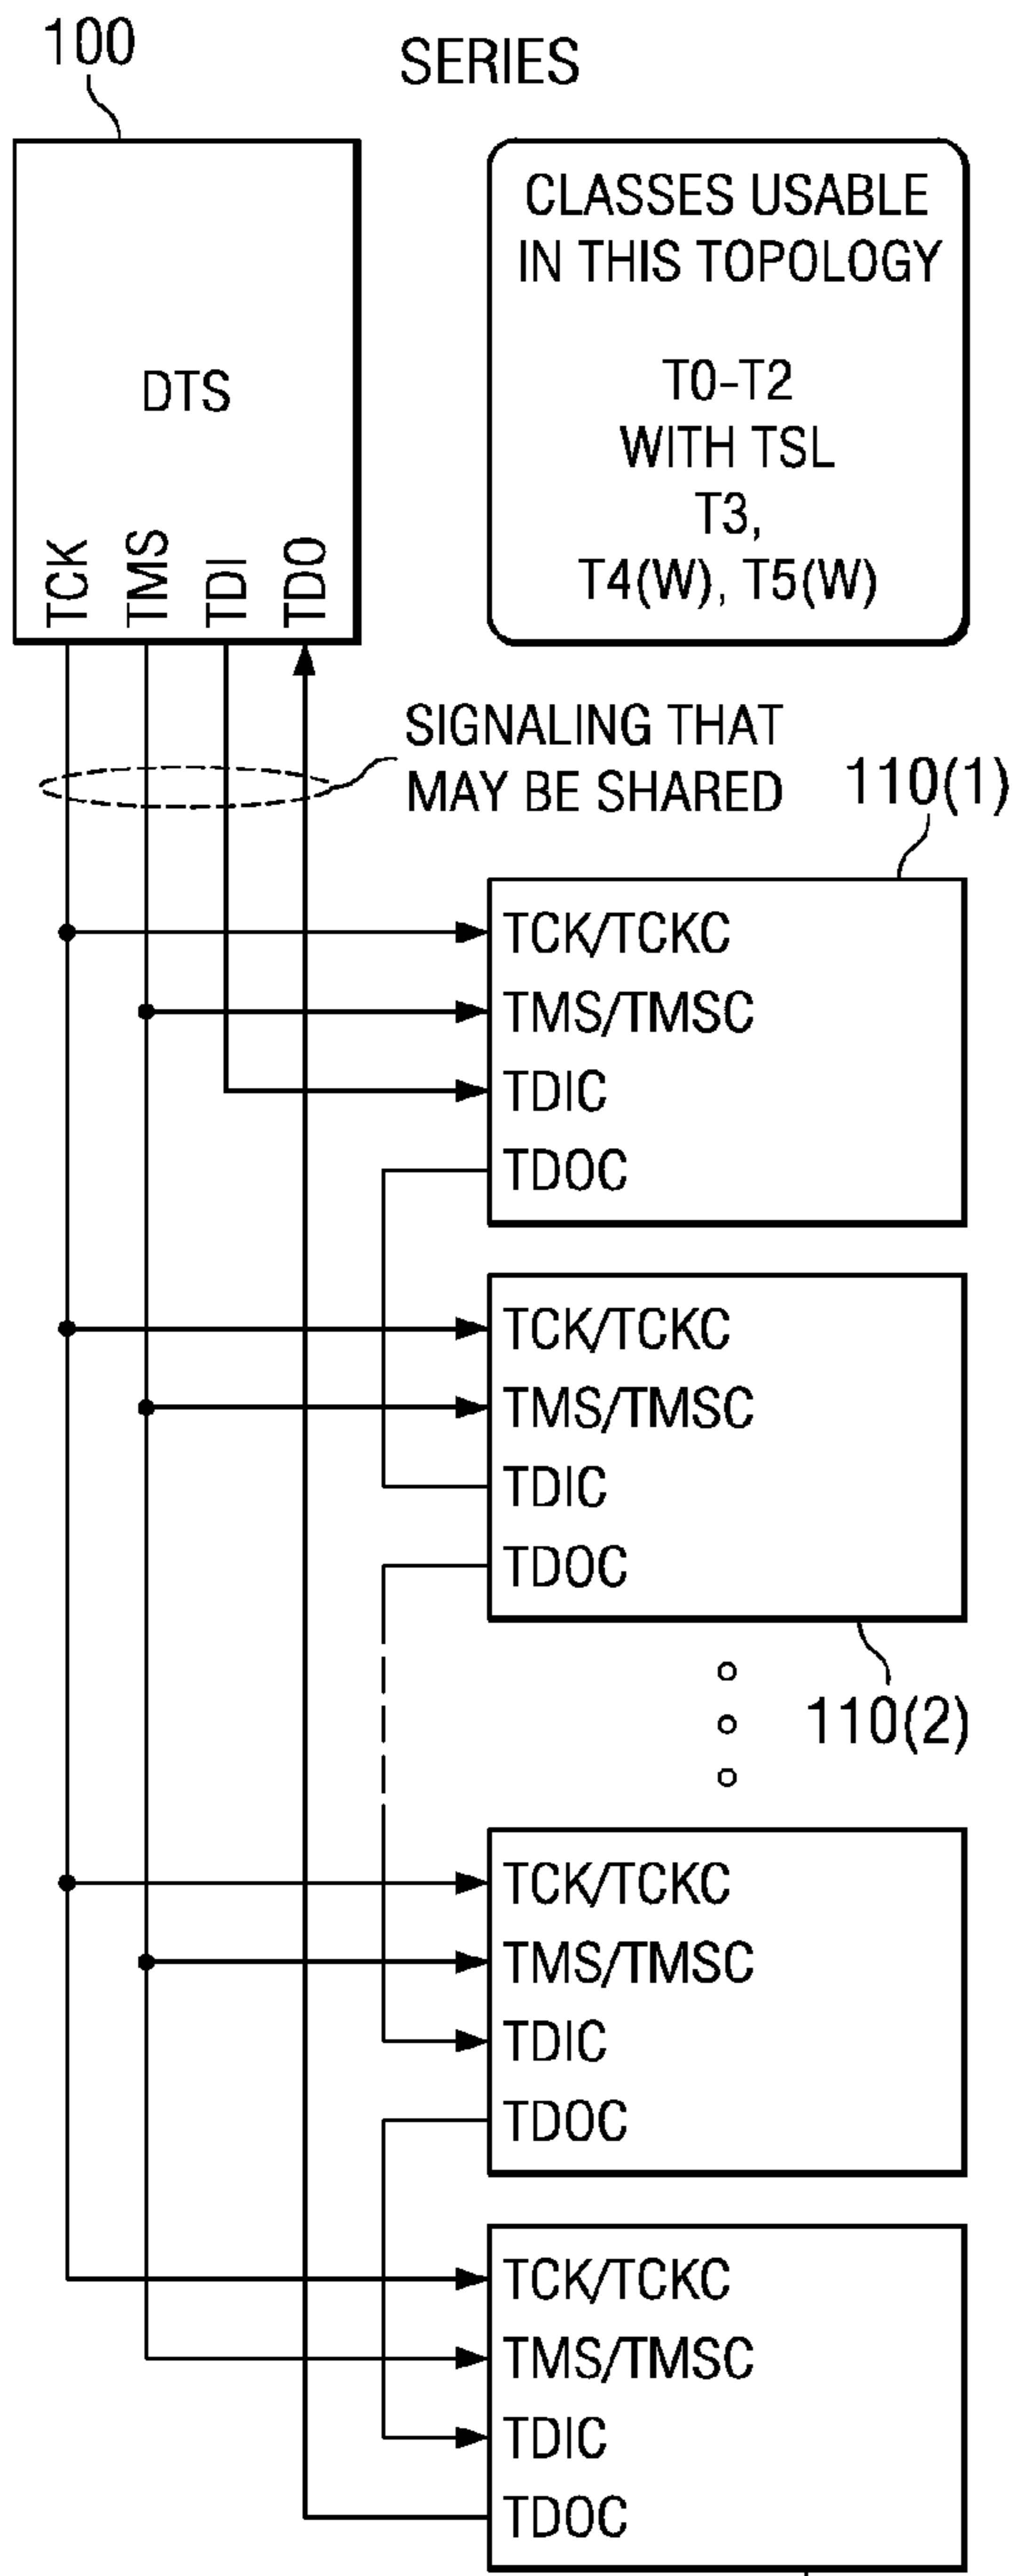 100
SERIES
DTS
TCK
TMS
TDI
TDO
CLASSES USABLE
IN THIS TOPOLOGY
T0-T2
WITH TSL
T3,
T4(W), T5(W)
SIGNALING THAT
MAY BE SHARED
110(1)
TCK/TCKC
TMS/TMSC
TDIC
TDOC
TCK/TCKC
TMS/TMSC
TDIC
TDOC
110(2)
TCK/TCKC
TMS/TMSC
TDIC
TDOC
TCK/TCKC
TMS/TMSC
TDIC
TDOC